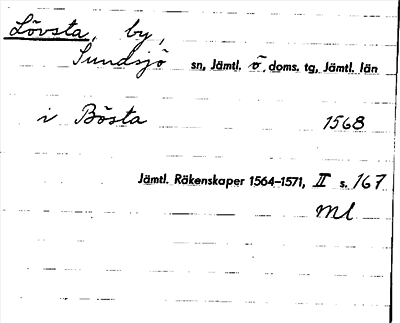 Lövsta, by,
Sundsjö sn, Jämtl. ö. doms. tg, Jämtl. län
i Bösta 1568
Jämtl. Räkenskaper 1564-1571, II s. 167
Ml